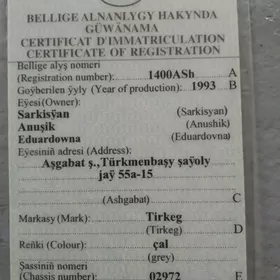 BELLIGE ALNANLYGY HAKYNDA
GÜWÄNAMA
CERTIFICAT D'IMMATRICULATION
CERTIFICATE OF REGISTRATION
Bellige alyş nomeri
(Registration number): 1400ASh A
Goýberilen ýyly (Year of production): 1993 B
Eýesi(Owner):
Sarkisýan (Sarkisyan)
Anuşik (Anushik)
Eduardowna (Eduardovna)
Eýesiniň adresi (Address):
Aşgabat ş.,Türkmenbaşy şaýoly
jaý 55a-15
(Ashgabat) C
Markasy (Mark): Tirkeg
(Tirkeg) D
Reňki (Colour): çal
(grey)
Şassiniň nomeri
(Chassis number): 02972 E